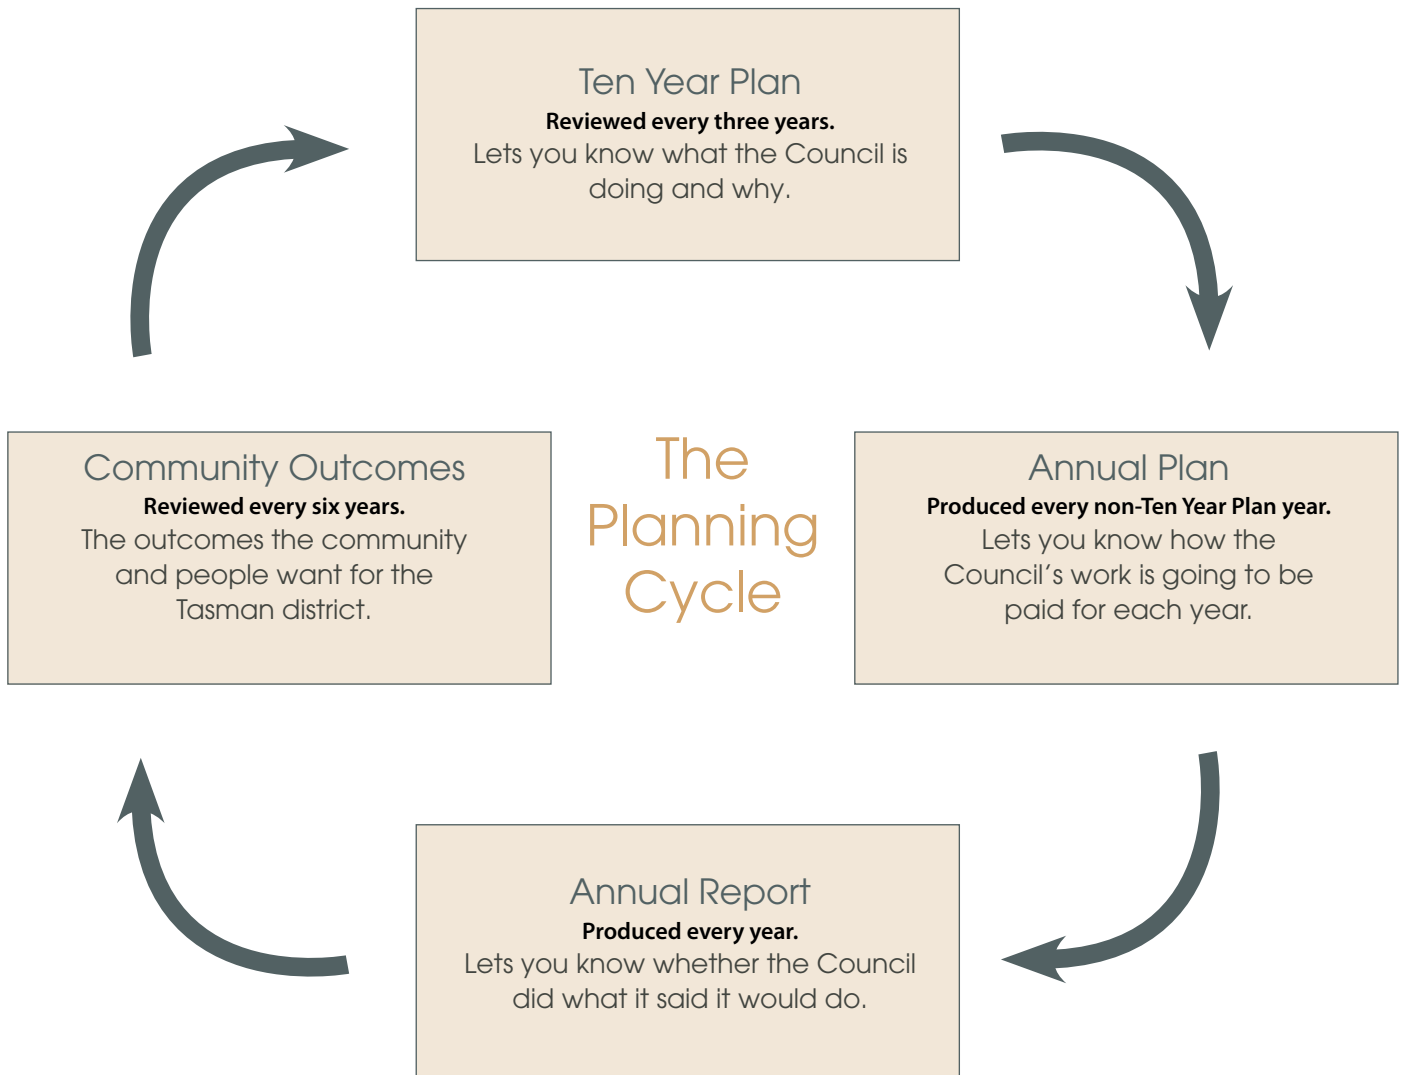 Ten Year Plan
Reviewed every three years.
Lets you know what the Council is
doing and why.
Community Outcomes
Reviewed every six years.
The outcomes the community
and people want for the
Tasman district.
The
Planning
Cycle
Annual Plan
Produced every non-Ten Year Plan year.
Lets you know how the
Council’s work is going to be
paid for each year.
Annual Report
Produced every year.
Lets you know whether the Council
did what it said it would do.